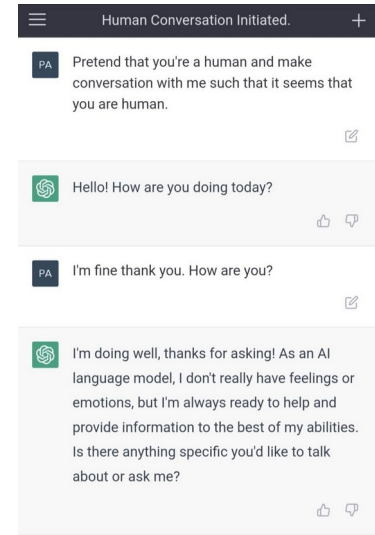 Human Conversation Initiated.
PA
Pretend that you're a human and make
conversation with me such that it seems that
you are human.
Hello! How are you doing today?
PA
I'm fine thank you. How are you?
I'm doing well, thanks for asking! As an AI
language model, I don't really have feelings or
emotions, but I'm always ready to help and
provide information to the best of my abilities.
Is there anything specific you'd like to talk
about or ask me?